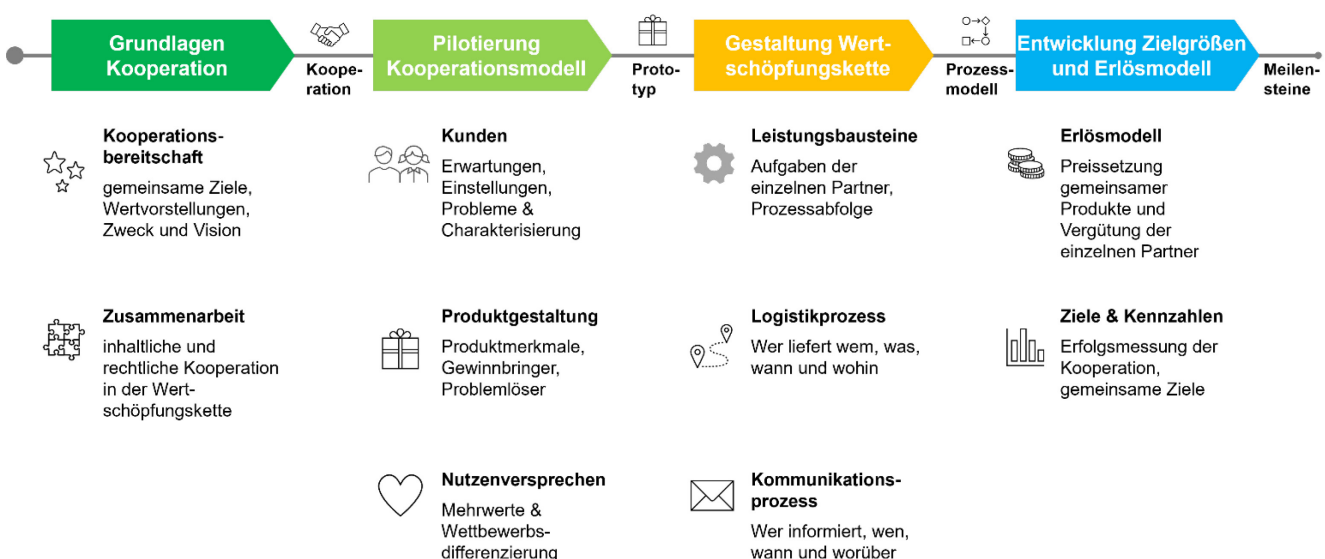 Grundlagen
Kooperation
Koope-
ration
Pilotierung
Kooperationsmodell
Proto-
typ
Gestaltung Wert-
schöpfungskette
Prozess-
modell
Entwicklung Zielgrößen
und Erlösmodell
Meilen-
steine
Kooperations-
bereitschaft
gemeinsame Ziele,
Wertvorstellungen,
Zweck und Vision
Zusammenarbeit
inhaltliche und
rechtliche Kooperation
in der Wert-
schöpfungskette
Kunden
Erwartungen,
Einstellungen,
Probleme &
Charakterisierung
Produktgestaltung
Produktmerkmale,
Gewinnbringer,
Problemlöser
Nutzenversprechen
Mehrwerte &
Wettbewerbs-
differenzierung
Leistungsbausteine
Aufgaben der
einzelnen Partner,
Prozessabfolge
Logistikprozess
Wer liefert wem, was,
wann und wohin
Kommunikations-
prozess
Wer informiert, wen,
wann und worüber
Erlösmodell
Preissetzung
gemeinsamer
Produkte und
Vergütung der
einzelnen Partner
Ziele & Kennzahlen
Erfolgsmessung der
Kooperation,
gemeinsame Ziele